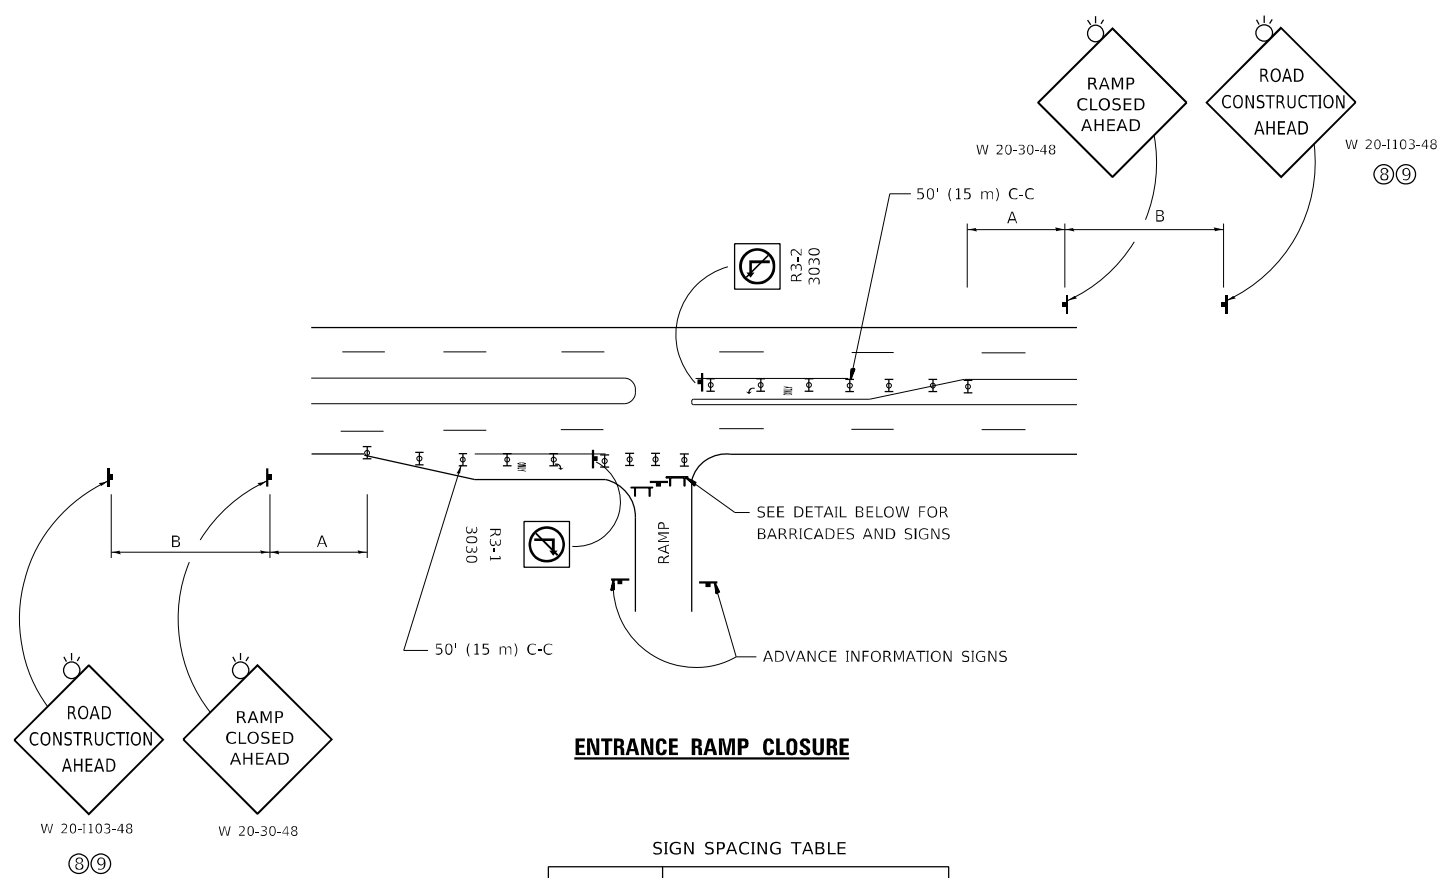 RAMP
CLOSED
AHEAD
W 20-30-48
ROAD
CONSTRUCTION
AHEAD
W 20-I103-48
⑧⑨
50' (15 m) C-C
A
B
R3-2
3030
ONLY
ONLY
SEE DETAIL BELOW FOR
BARRICADES AND SIGNS
RAMP
R3-1
3030
B
A
50' (15 m) C-C
ADVANCE INFORMATION SIGNS
ROAD
CONSTRUCTION
AHEAD
W 20-I103-48
⑧⑨
RAMP
CLOSED
AHEAD
W 20-30-48
ENTRANCE RAMP CLOSURE
SIGN SPACING TABLE